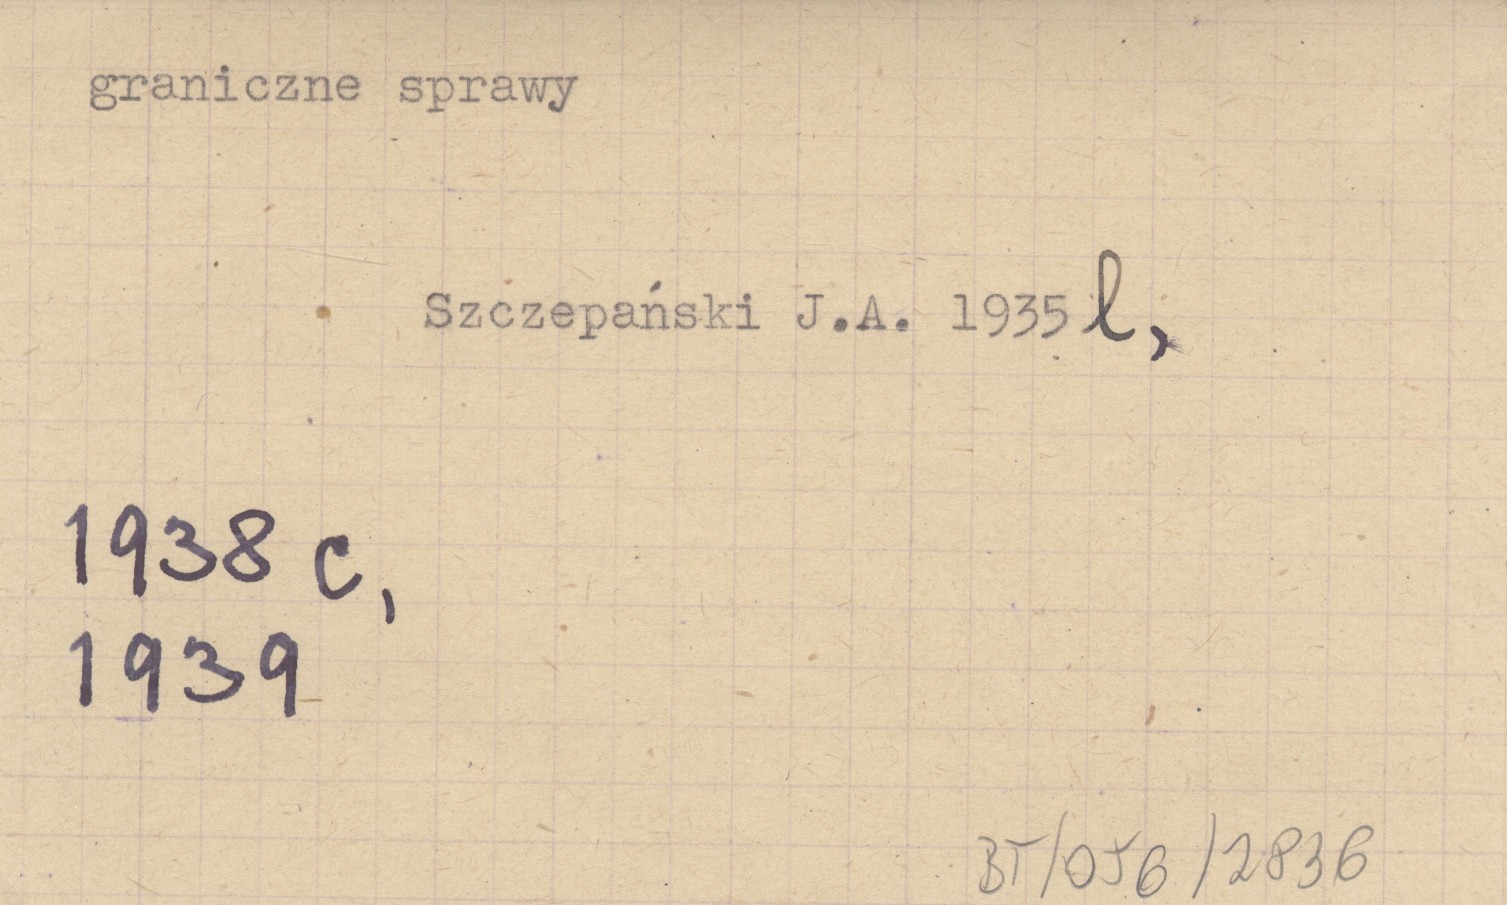 graniczne sprawy
Szczepański J.A. 1935 l,
1938 c,
1939
BT/056/2836